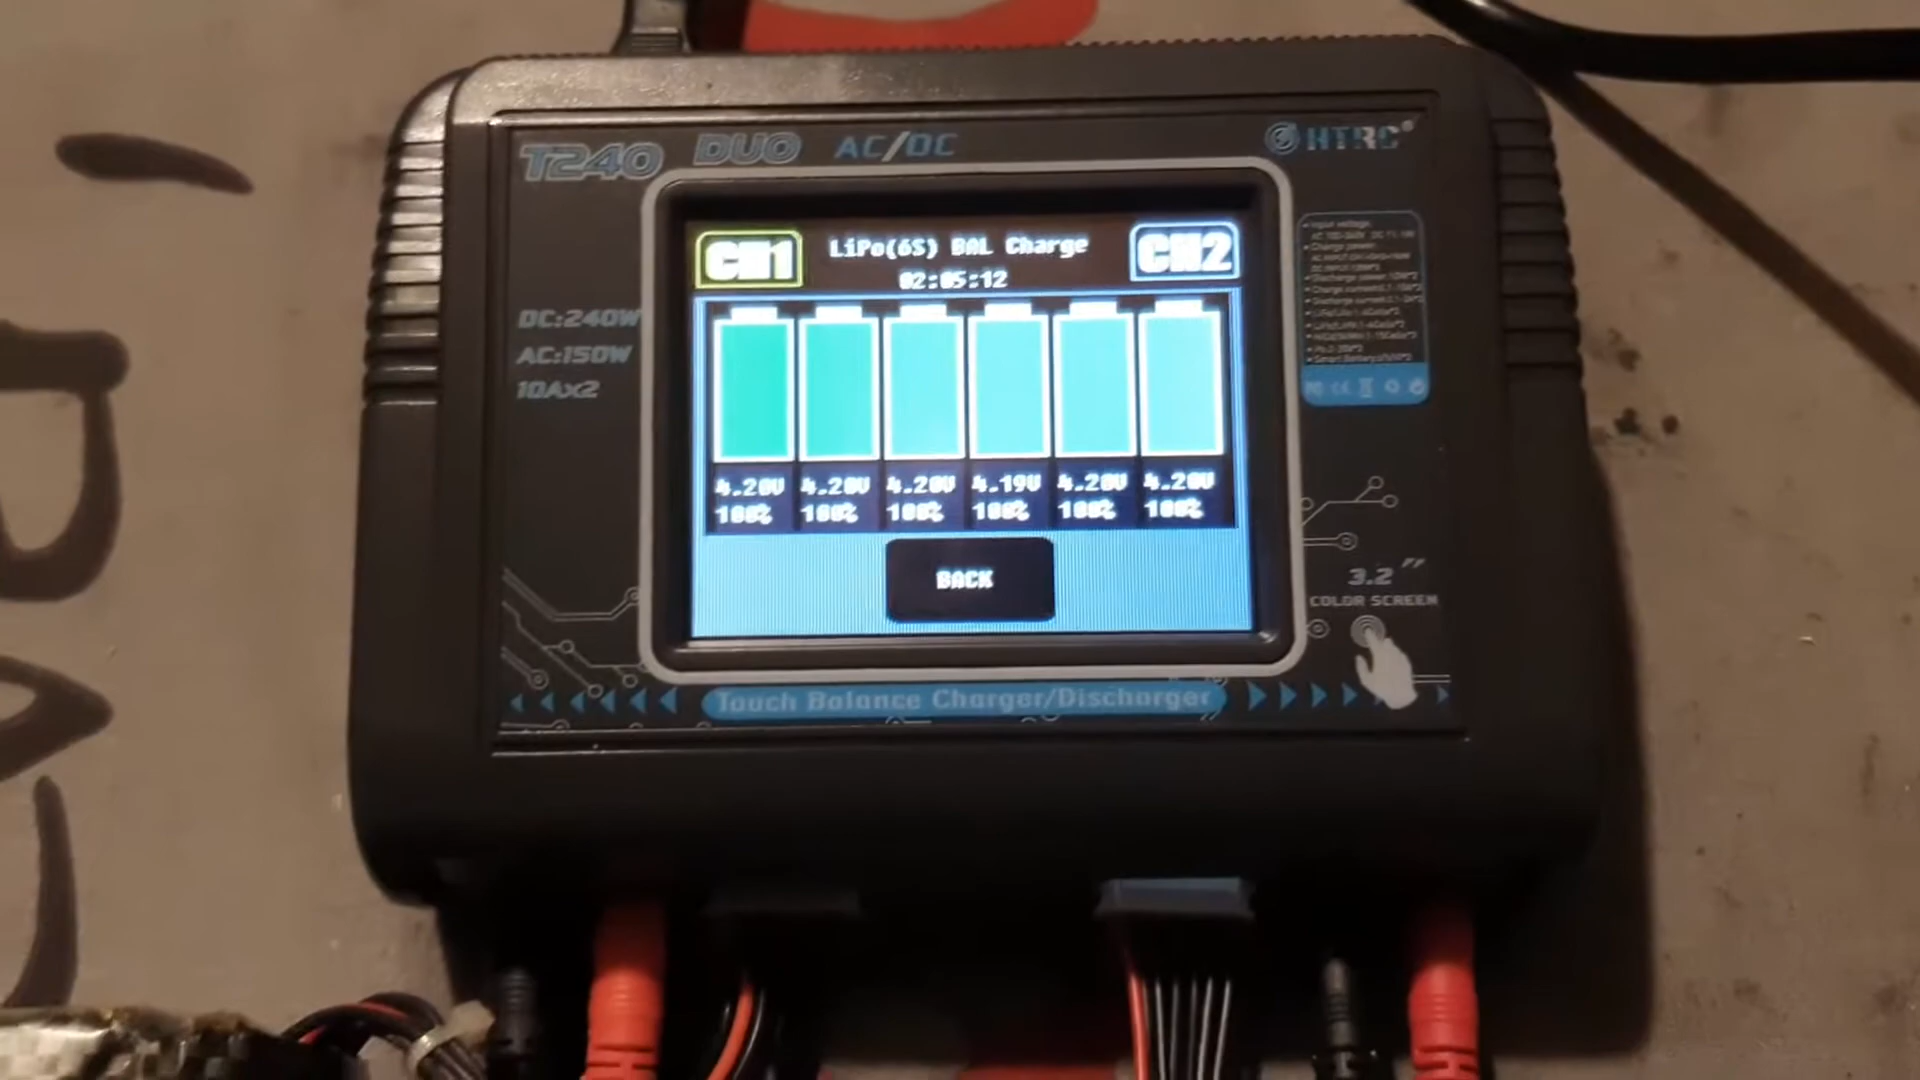 T240 DUO AC/DC
HTRC®
CH1
LiPo(6S) BAL Charge
CH2
02:05:12
DC:240W
AC:150W
10Ax2
4.20V 4.20V 4.20V 4.19V 4.20V 4.20V
100% 100% 100% 100% 100% 100%
BACK
3.2"
COLOR SCREEN
Touch Balance Charger/Discharger